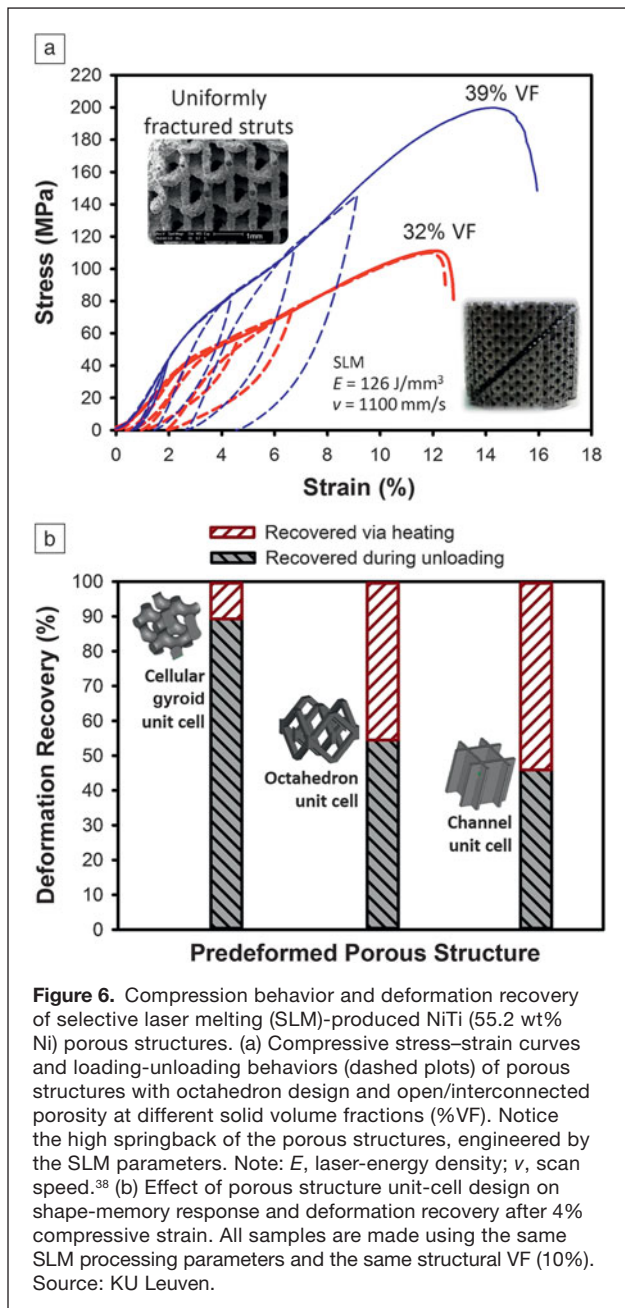 a
220
200
180
160
140
120
100
80
60
40
20
0
Stress (MPa)
Uniformly
fractured struts
1mm
39% VF
32% VF
SLM
E = 126 J/mm³
v = 1100 mm/s
0 2 4 6 8 10 12 14 16 18
Strain (%)
b
Recovered via heating
Recovered during unloading
100
90
80
70
60
50
40
30
20
10
0
Deformation Recovery (%)
Cellular
gyroid
unit cell
Octahedron
unit cell
Channel
unit cell
Predeformed Porous Structure
Figure 6. Compression behavior and deformation recovery
of selective laser melting (SLM)-produced NiTi (55.2 wt%
Ni) porous structures. (a) Compressive stress–strain curves
and loading-unloading behaviors (dashed plots) of porous
structures with octahedron design and open/interconnected
porosity at different solid volume fractions (%VF). Notice
the high springback of the porous structures, engineered by
the SLM parameters. Note: E, laser-energy density; v, scan
speed.³⁸ (b) Effect of porous structure unit-cell design on
shape-memory response and deformation recovery after 4%
compressive strain. All samples are made using the same
SLM processing parameters and the same structural VF (10%).
Source: KU Leuven.